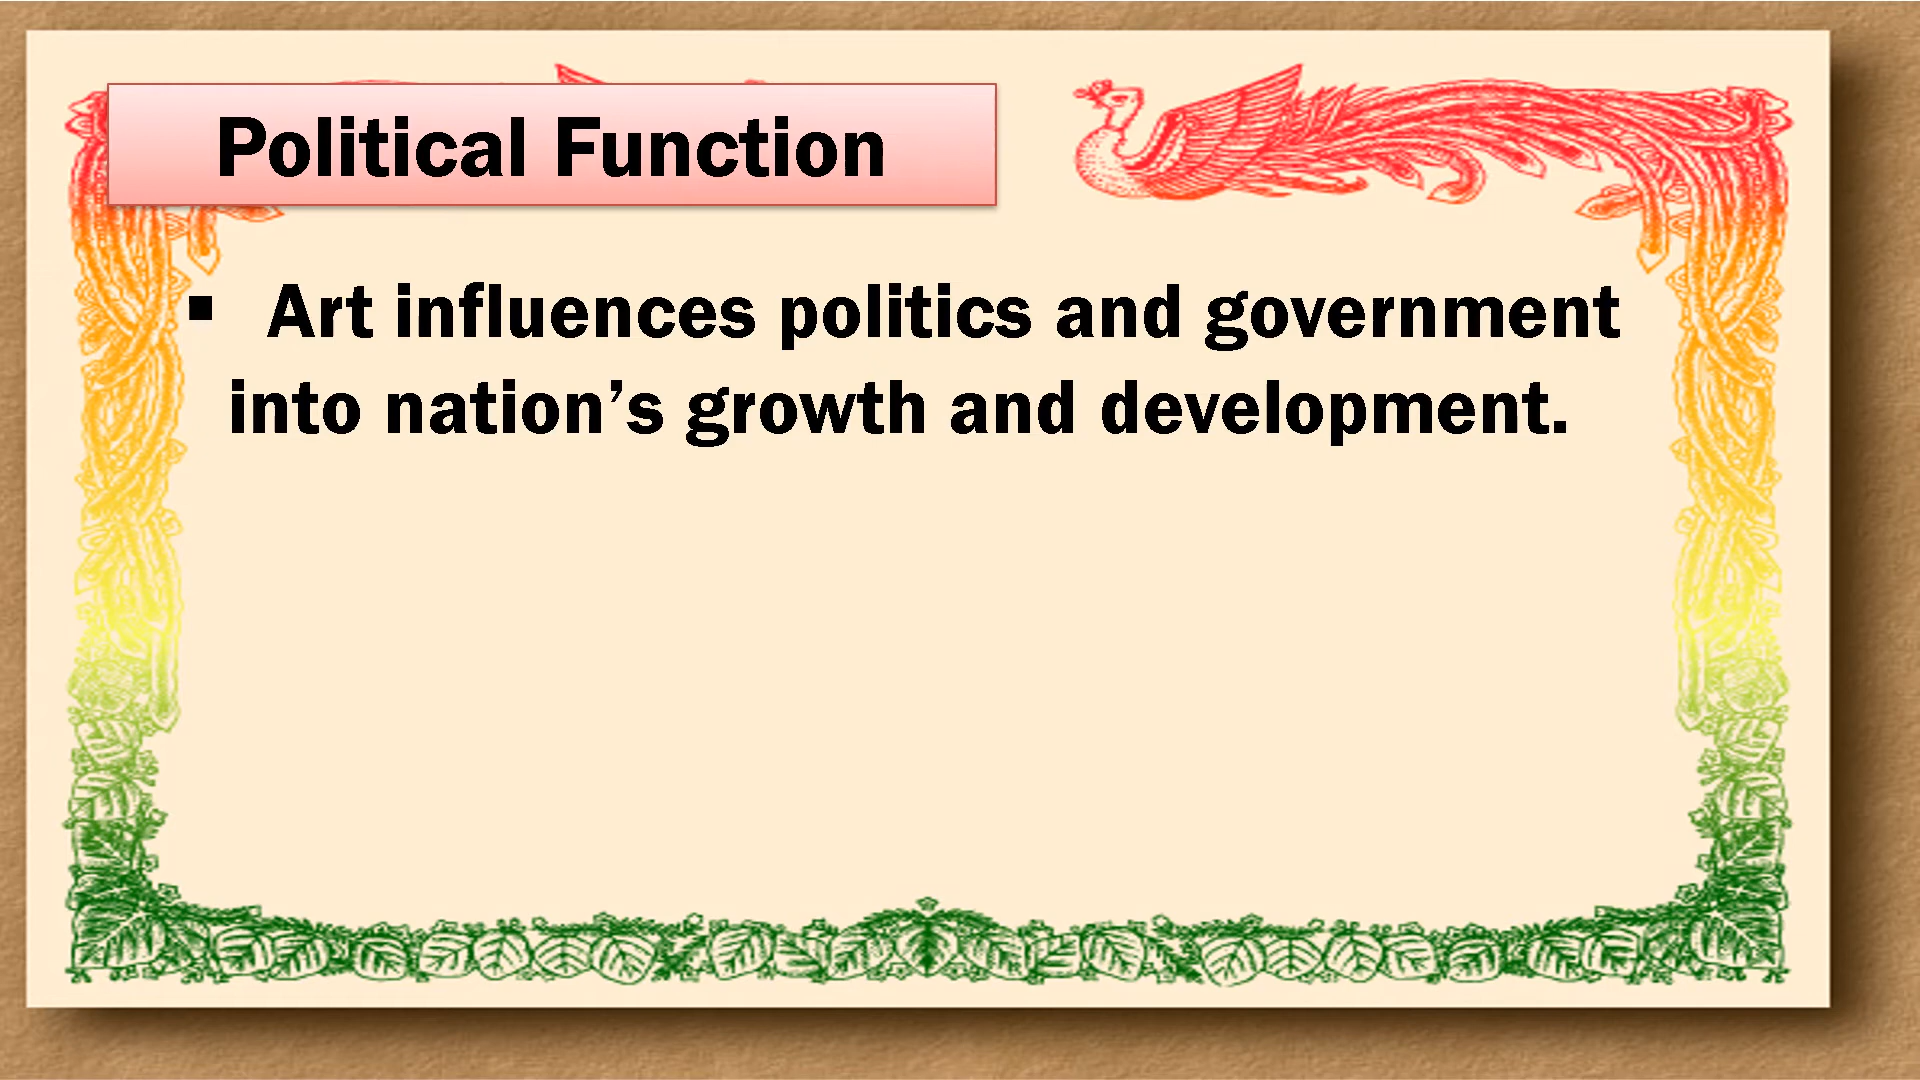 Political Function
▪ Art influences politics and government
into nation’s growth and development.